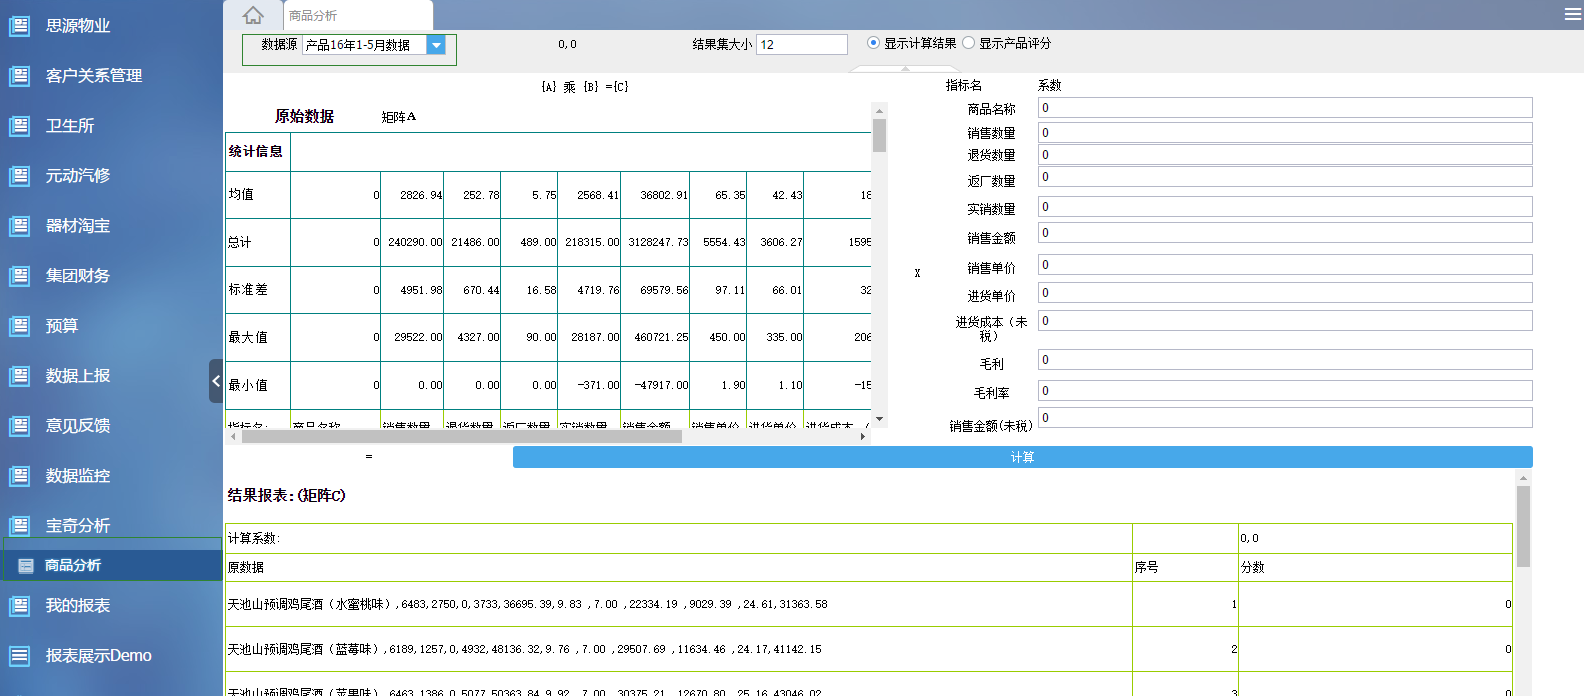 思源物业
客户关系管理
卫生所
元动汽修
器材淘宝
集团财务
预算
数据上报
意见反馈
数据监控
宝奇分析
商品分析
我的报表
报表展示Demo
商品分析
数据源 产品16年1-5月数据 0,0 结果集大小 12 显示计算结果 显示产品评分
{A} 乘 {B} ={C}
原始数据 矩阵A
统计信息
均值 0 2826.94 252.78 5.75 2568.41 36802.91 65.35 42.43 18
总计 0 240290.00 21486.00 489.00 218315.00 3128247.73 5554.43 3606.27 1595
标准差 0 4951.98 670.44 16.58 4719.76 69579.56 97.11 66.01 32
最大值 0 29522.00 4327.00 90.00 28187.00 460721.25 450.00 335.00 206
最小值 0 0.00 0.00 0.00 -371.00 -47917.00 1.90 1.10 -15
指标名: 商品名称 销售数量 退货数量 返厂数量 实销数量 销售金额 销售单价 进货单价 进货成本（
X
指标名 系数
商品名称 0
销售数量 0
退货数量 0
返厂数量 0
实销数量 0
销售金额 0
销售单价 0
进货单价 0
进货成本（未税） 0
毛利 0
毛利率 0
销售金额(未税) 0
= 计算
结果报表:(矩阵C)
计算系数: 0,0
原数据 序号 分数
天池山预调鸡尾酒（水蜜桃味）,6483,2750,0,3733,36695.39,9.83 ,7.00 ,22334.19 ,9029.39 ,24.61,31363.58 1 0
天池山预调鸡尾酒（蓝莓味）,6189,1257,0,4932,48136.32,9.76 ,7.00 ,29507.69 ,11634.46 ,24.17,41142.15 2 0
天池山预调鸡尾酒（苹果味）,6463,1386,0,5077,50363.84,9.92 ,7.00 ,30375.21 ,12670.80 ,25.16,43046.02 3 0